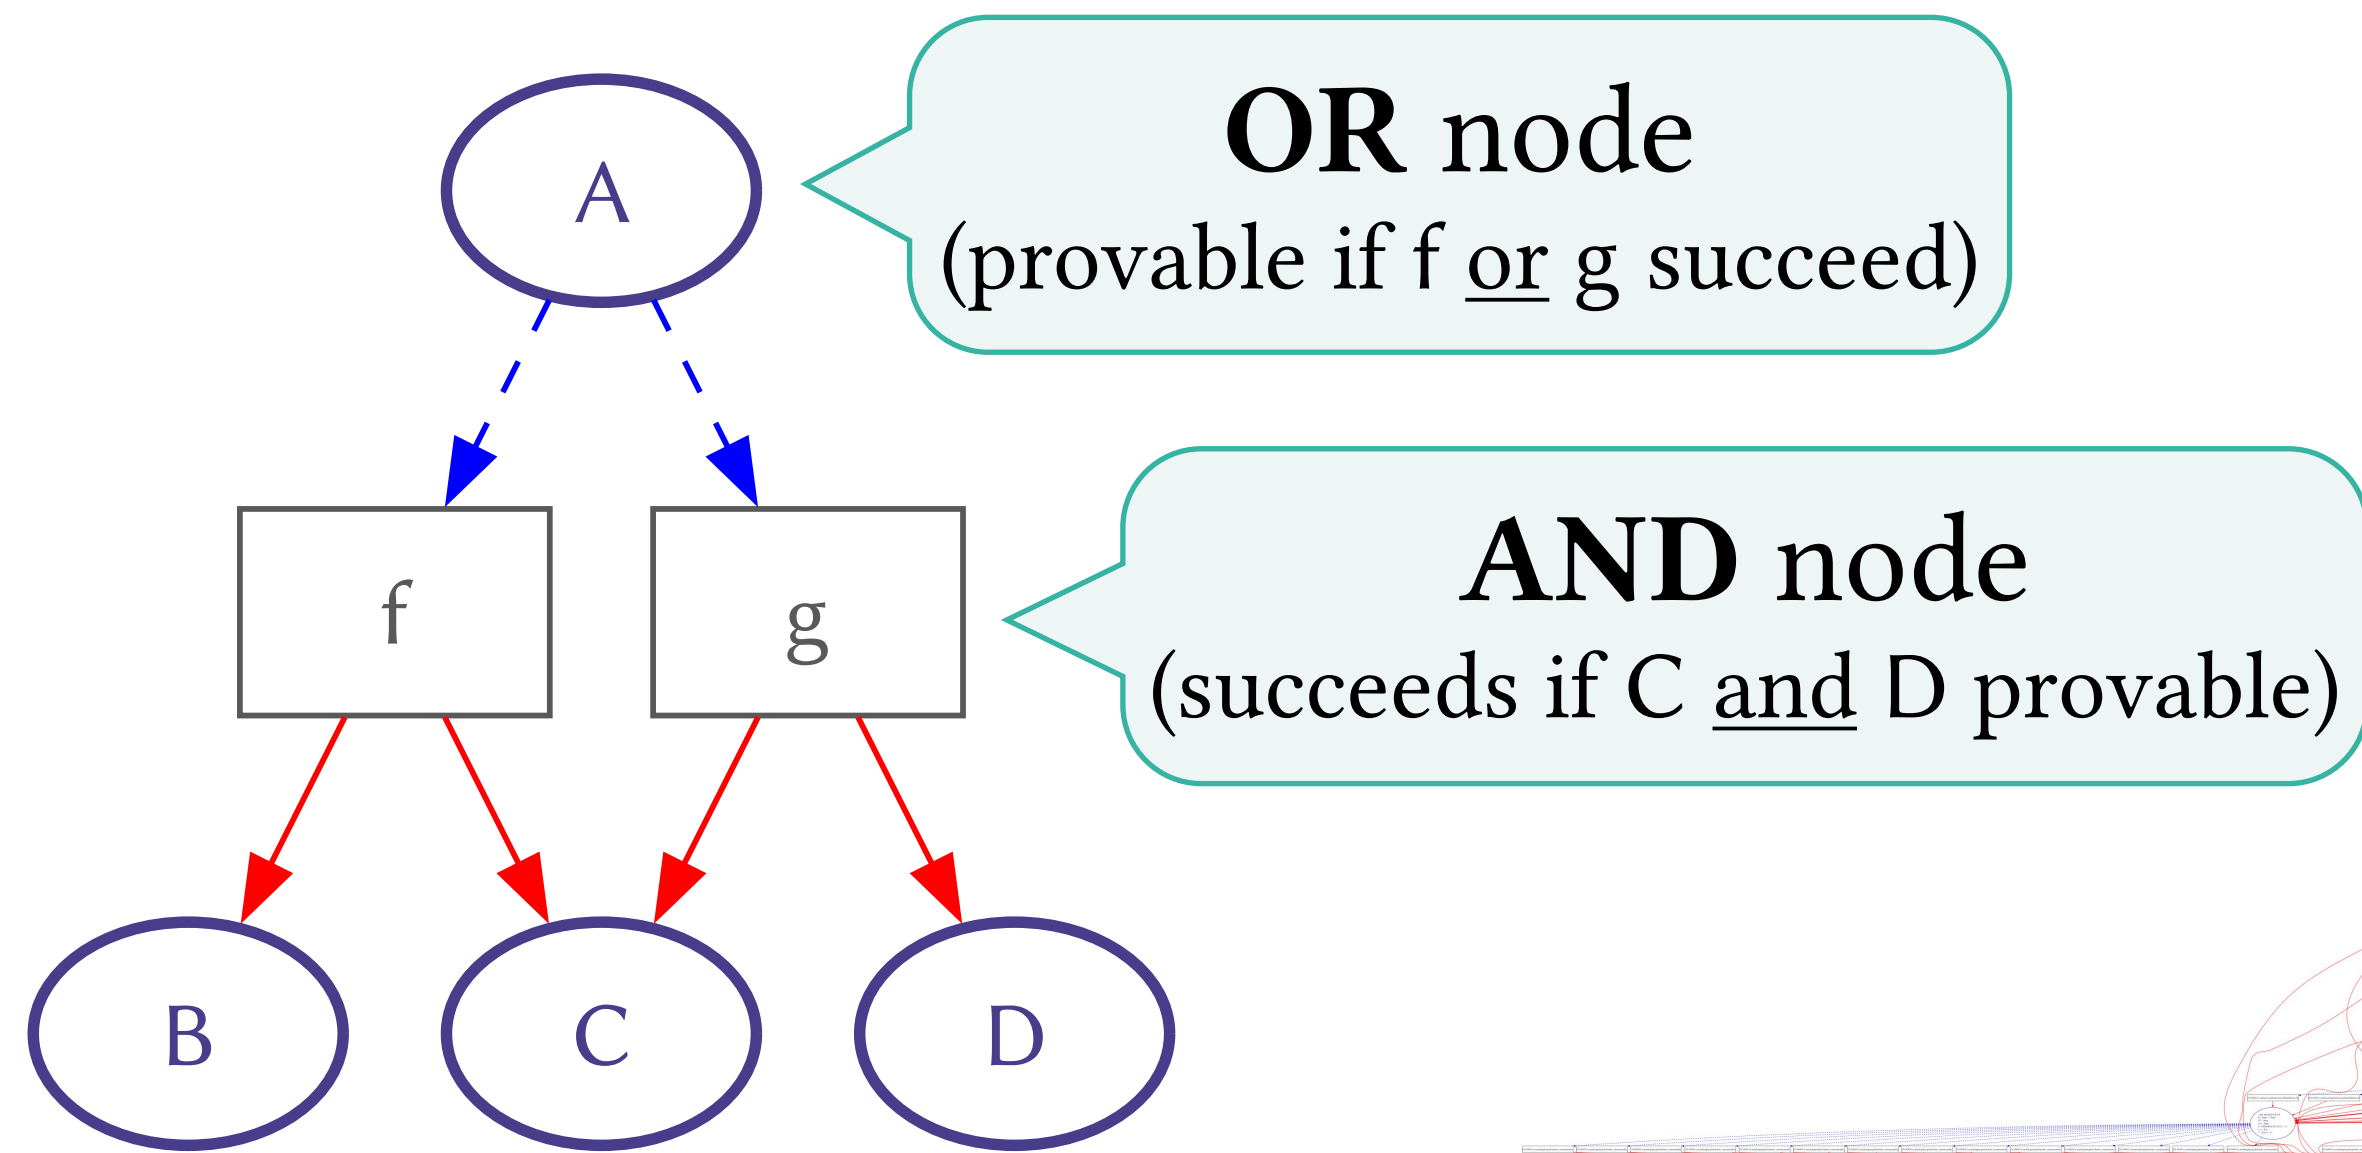 A
OR node
(provable if f or g succeed)
f
g
AND node
(succeeds if C and D provable)
B
C
D